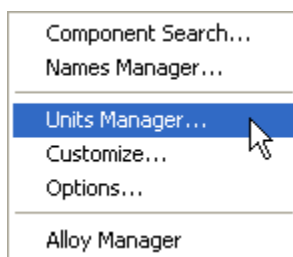 Component Search...
Names Manager...
Units Manager...
Customize...
Options...
Alloy Manager